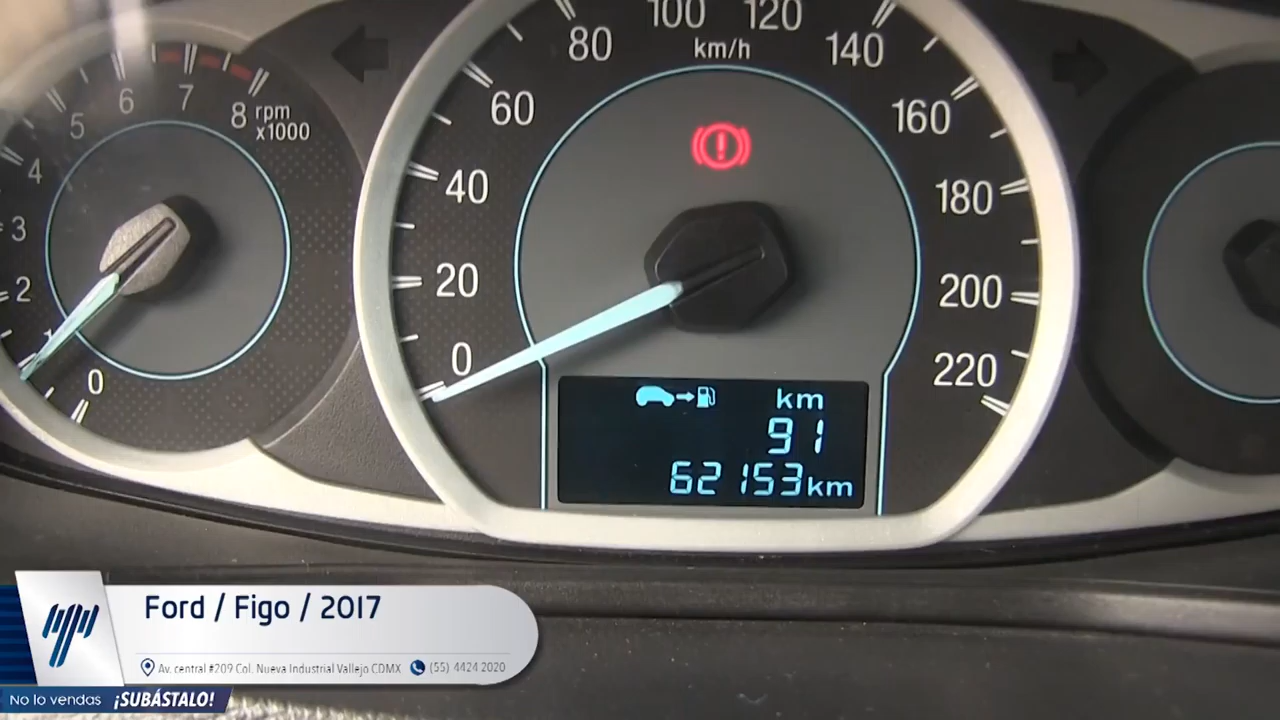 80 100 120 140
km/h
60 160
40 180
20 200
0 220
8 7 6 5 4 3 2 1 0
rpm
x1000
km
91
62153km
Ford / Figo / 2017
Av. central #209 Col. Nueva Industrial Vallejo CDMX (55) 4424 2020
No lo vendas ¡SUBÁSTALO!